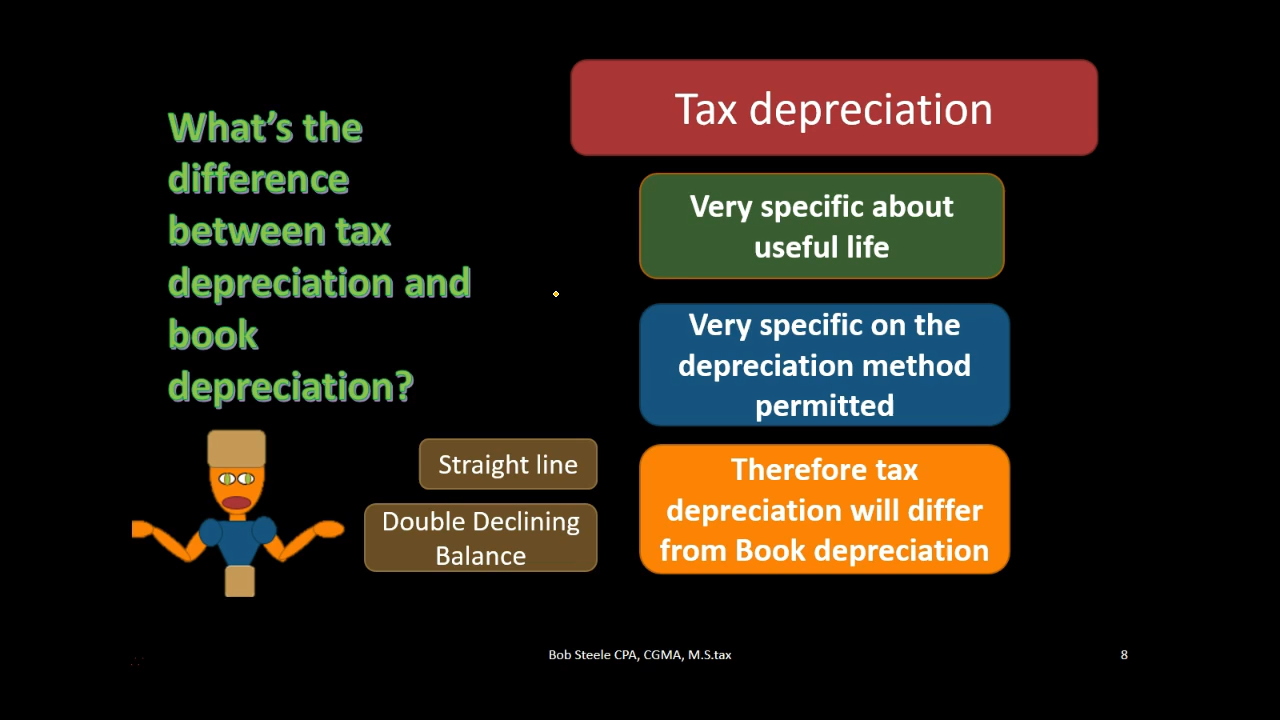 What's the
difference
between tax
depreciation and
book
depreciation?
Tax depreciation
Very specific about
useful life
Very specific on the
depreciation method
permitted
Straight line
Double Declining
Balance
Therefore tax
depreciation will differ
from Book depreciation
Bob Steele CPA, CGMA, M.S.tax
8